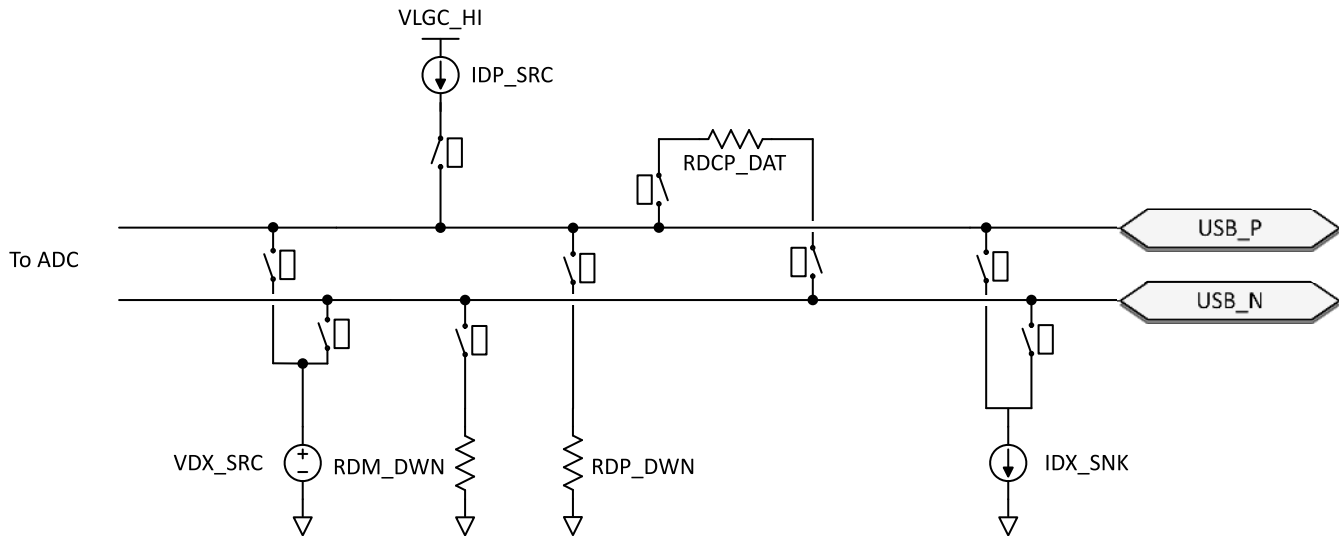 VLGC_HI
IDP_SRC
RDCP_DAT
USB_P
To ADC
USB_N
VDX_SRC
RDM_DWN
RDP_DWN
IDX_SNK